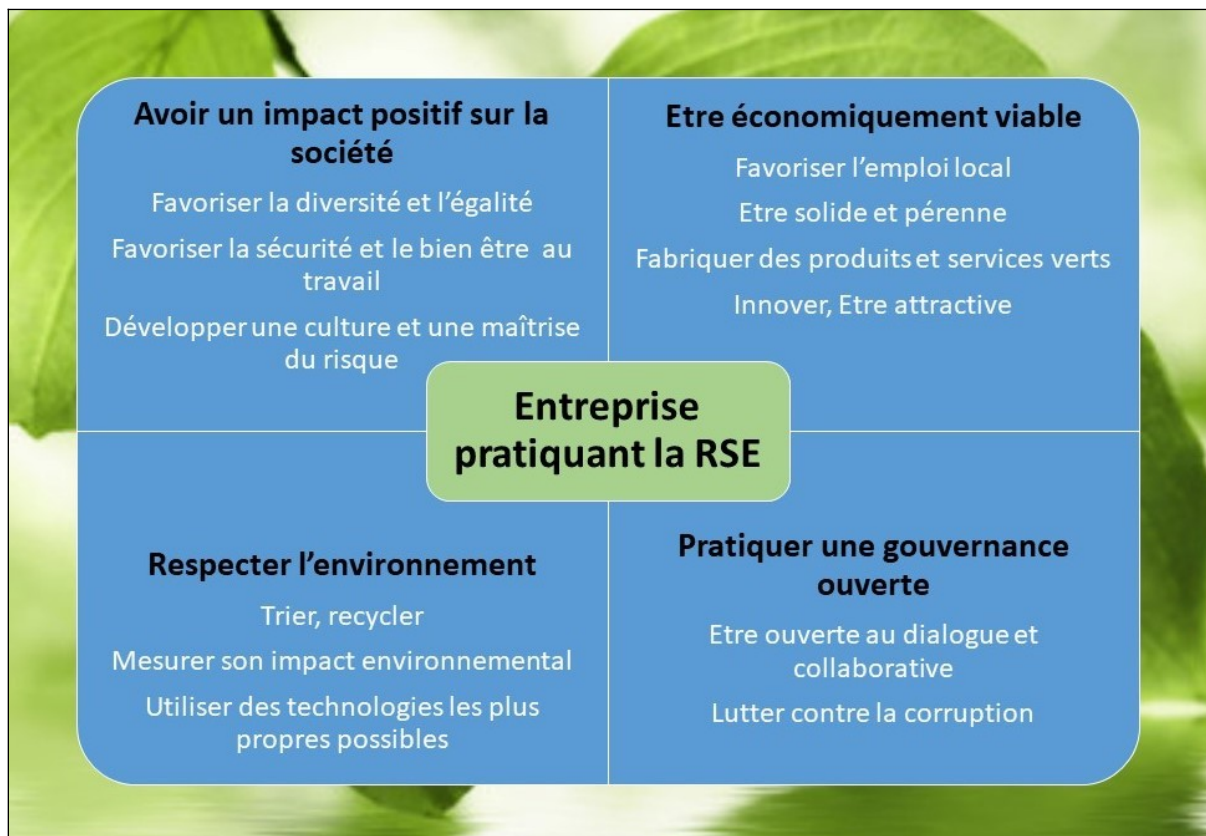 Avoir un impact positif sur la
société
Favoriser la diversité et l’égalité
Favoriser la sécurité et le bien être  au
travail
Développer une culture et une maîtrise
du risque
Etre économiquement viable
Favoriser l’emploi local
Etre solide et pérenne
Fabriquer des produits et services verts
Innover, Etre attractive
Entreprise
pratiquant la RSE
Respecter l’environnement
Trier, recycler
Mesurer son impact environnemental
Utiliser des technologies les plus
propres possibles
Pratiquer une gouvernance
ouverte
Etre ouverte au dialogue et
collaborative
Lutter contre la corruption